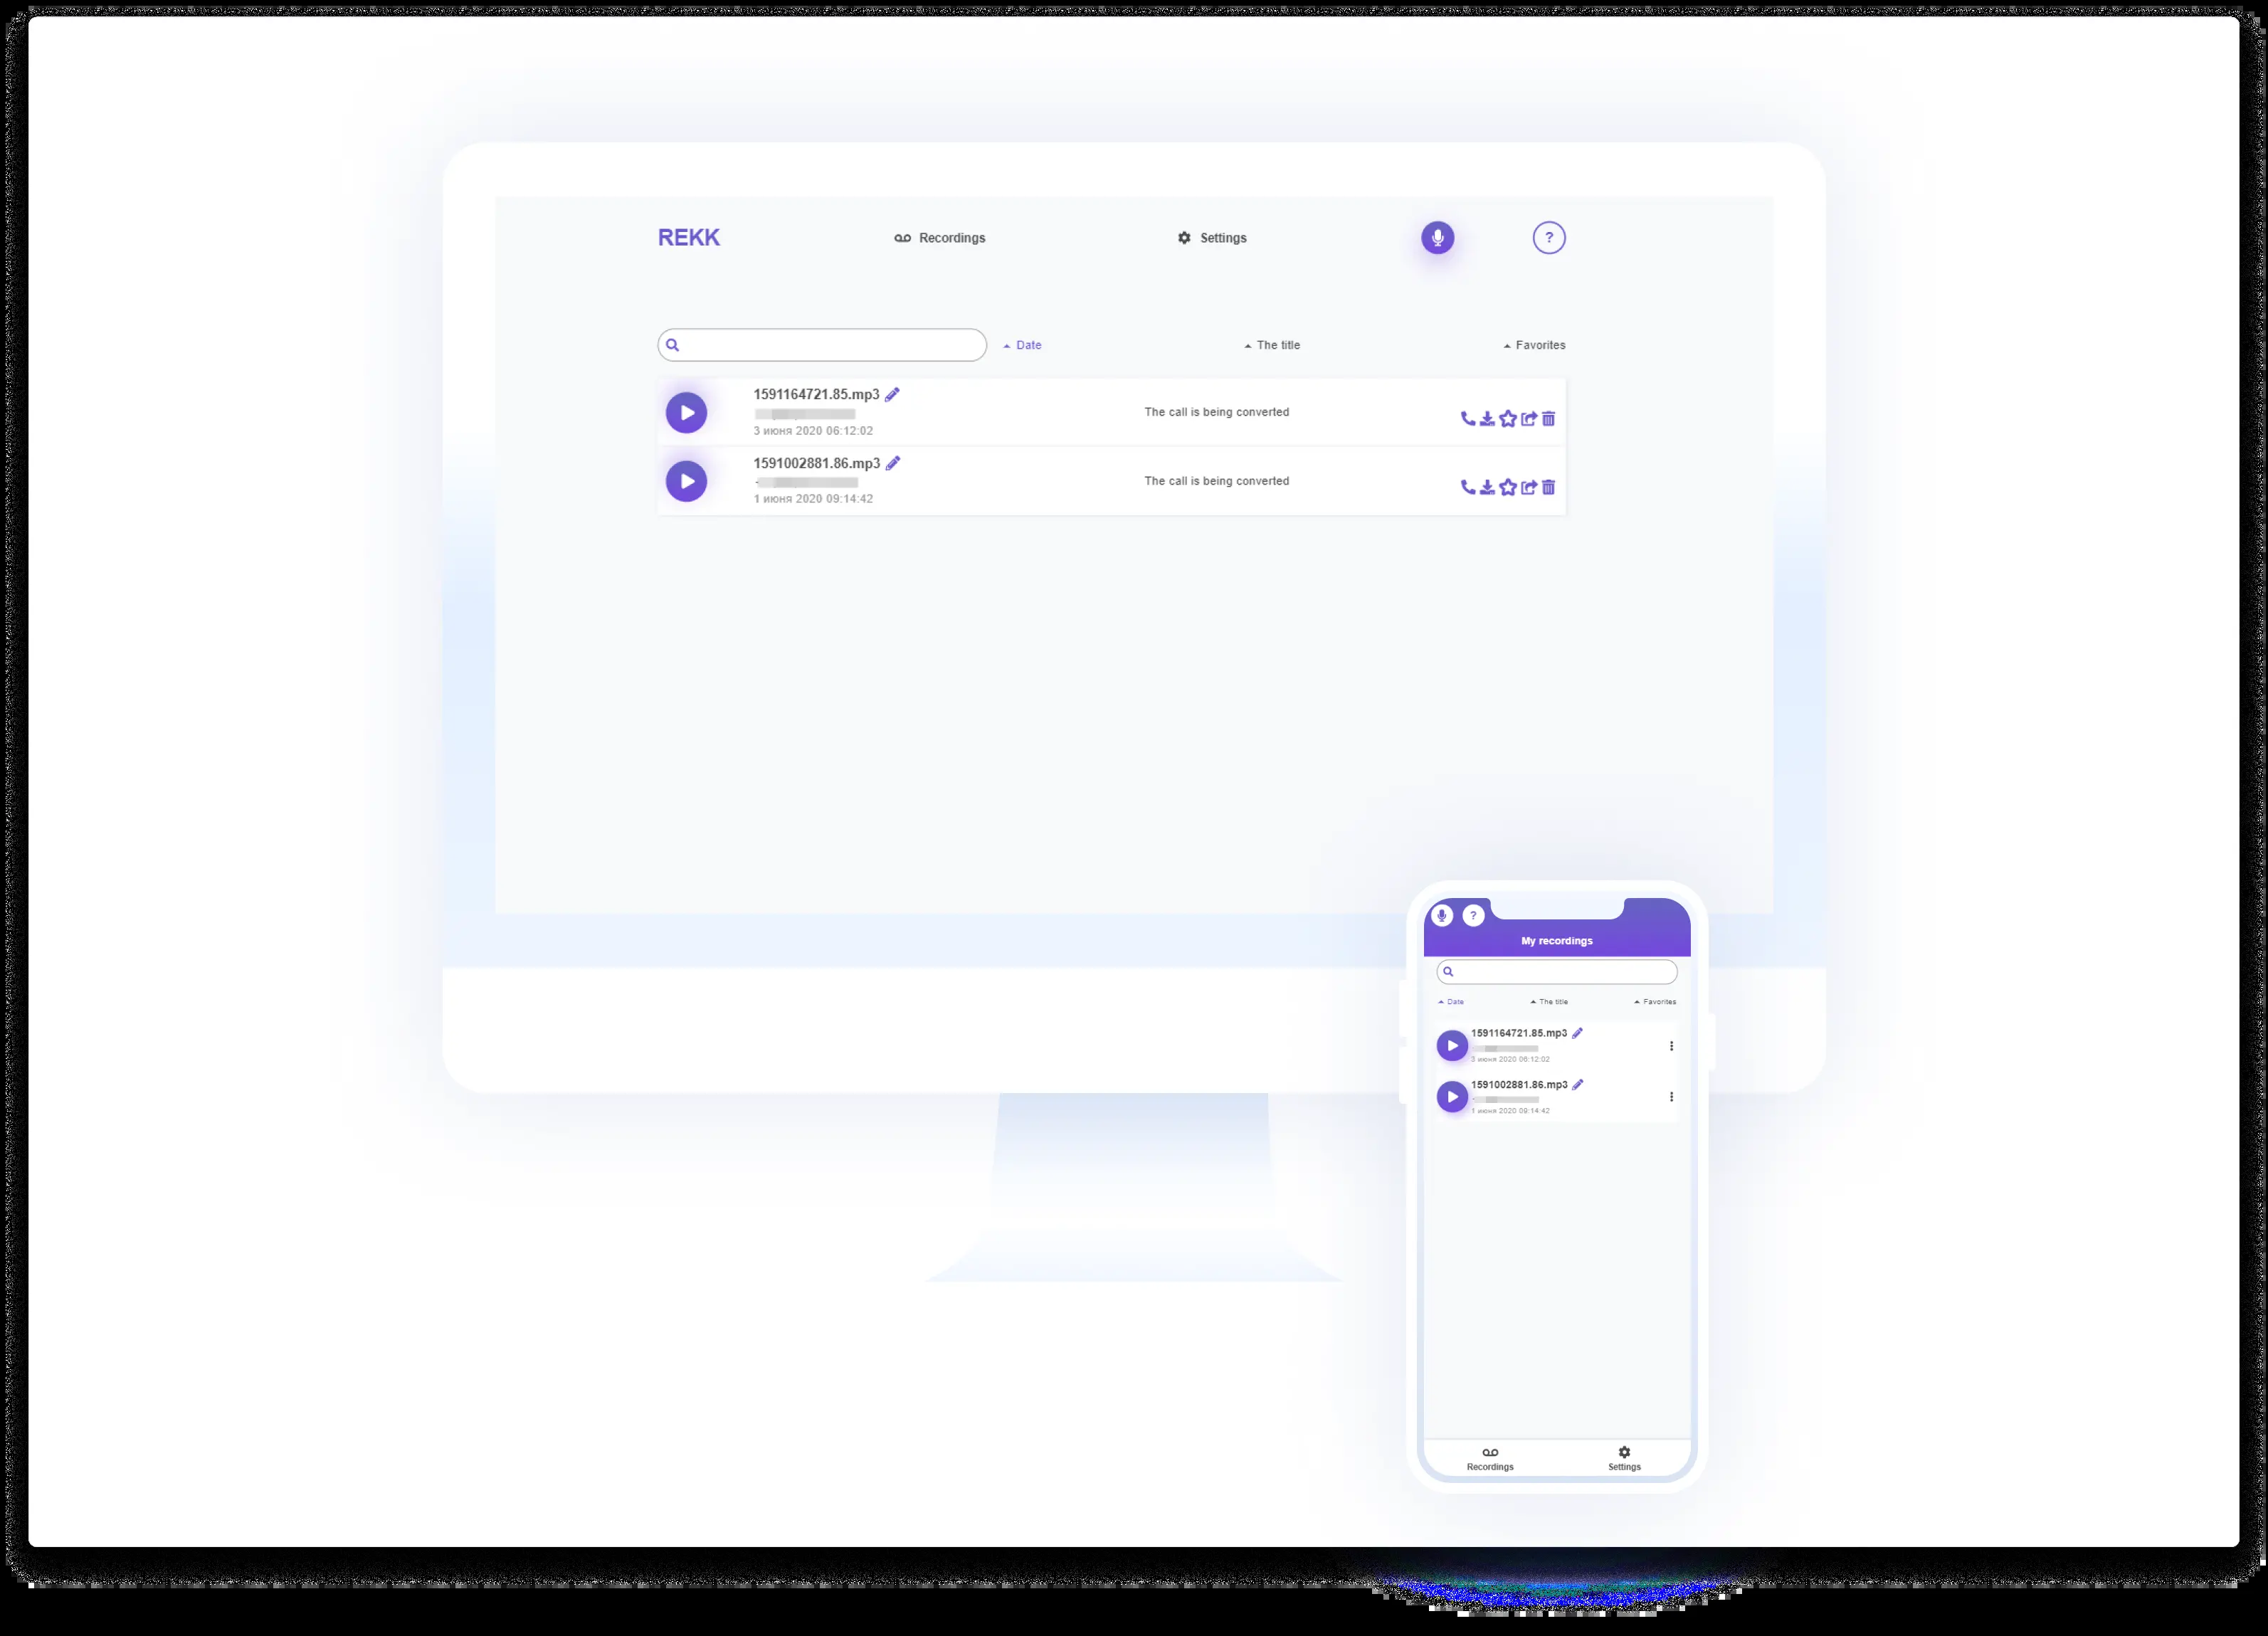 REKK
Recordings
Settings
?
Date
The title
Favorites
1591164721.85.mp3
3 июня 2020 06:12:02
The call is being converted
1591002881.86.mp3
1 июня 2020 09:14:42
The call is being converted
?
My recordings
Date
The title
Favorites
1591164721.85.mp3
3 июня 2020 06:12:02
1591002881.86.mp3
1 июня 2020 09:14:42
Recordings
Settings